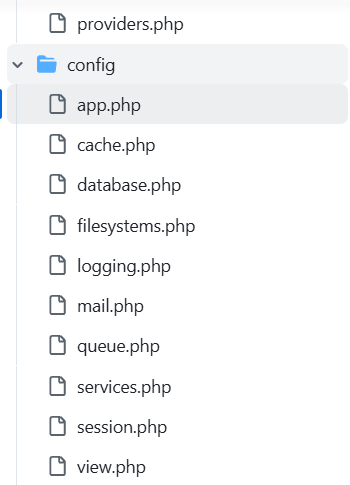 providers.php
config
app.php
cache.php
database.php
filesystems.php
logging.php
mail.php
queue.php
services.php
session.php
view.php